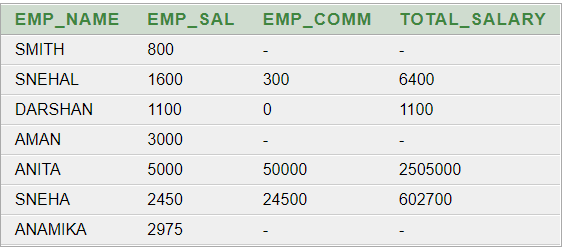 EMP_NAME EMP_SAL EMP_COMM TOTAL_SALARY
SMITH 800 - -
SNEHAL 1600 300 6400
DARSHAN 1100 0 1100
AMAN 3000 - -
ANITA 5000 50000 2505000
SNEHA 2450 24500 602700
ANAMIKA 2975 - -